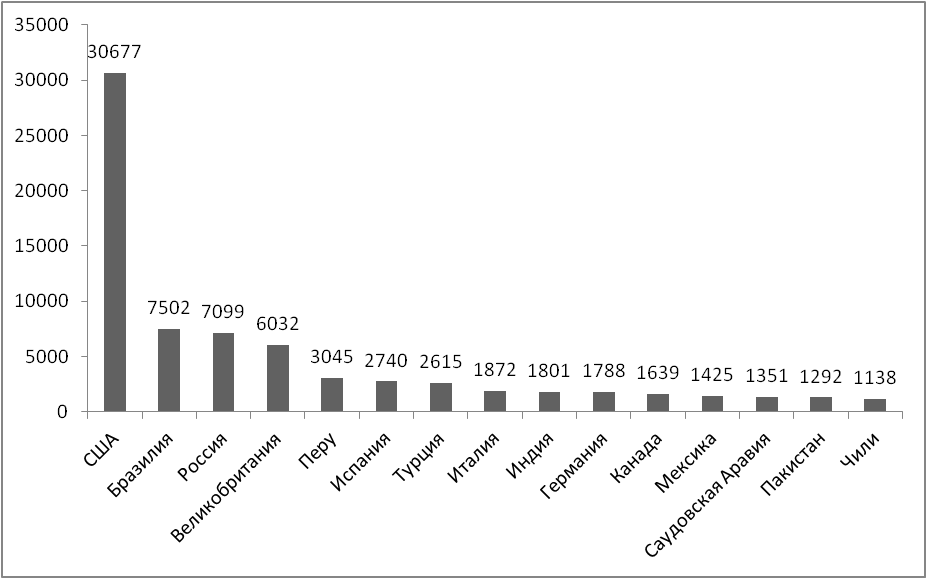 35000
30000
25000
20000
15000
10000
5000
0
30677
7502
7099
6032
3045
2740
2615
1872
1801
1788
1639
1425
1351
1292
1138
США
Бразилия
Россия
Великобритания
Перу
Испания
Турция
Италия
Индия
Германия
Канада
Мексика
Саудовская Аравия
Пакистан
Чили